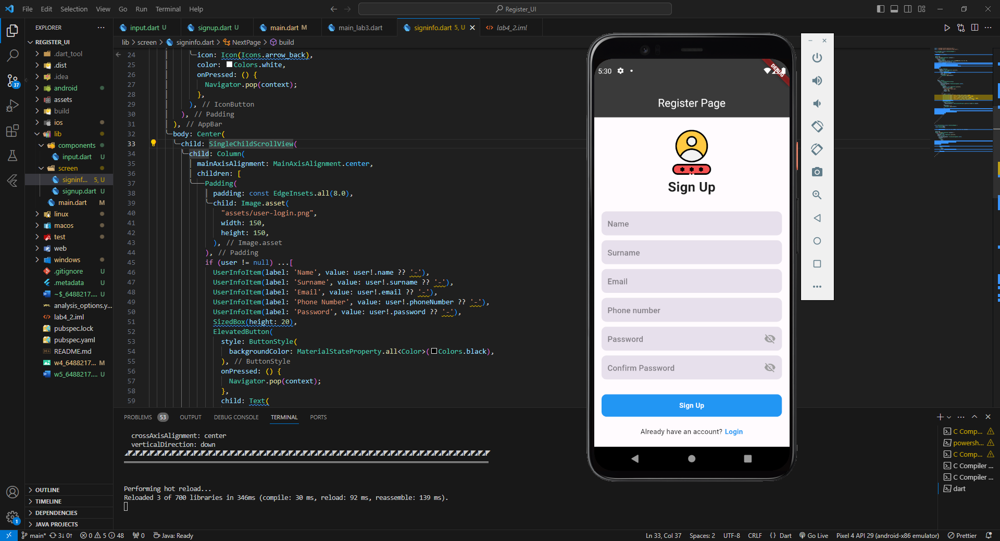 File Edit Selection View Go Run Terminal Help
Register_UI
EXPLORER
REGISTER_UI
.dart_tool
.dist
.idea
android
assets
build
ios
lib
components
input.dart U
screen
signinf... 5, U
signup.dart U
main.dart M
linux
macos
test
web
windows
.gitignore U
.metadata U
~$_6488217.... U
analysis_options.y...
lab4_2.iml
pubspec.lock
pubspec.yaml
README.md
w4_6488217.... M
w5_6488217.... U
OUTLINE
TIMELINE
DEPENDENCIES
JAVA PROJECTS
37
1
input.dart U
signup.dart U
main.dart M
main_lab3.dart
signinfo.dart 5, U
lab4_2.iml
lib > screen > signinfo.dart > NextPage > build
24 icon: Icon(Icons.arrow_back),
25 color: Colors.white,
26 onPressed: () {
27 Navigator.pop(context);
28 },
29 ), // IconButton
30 ), // Padding
31 ), // AppBar
32 body: Center(
33 child: SingleChildScrollView(
34 child: Column(
35 mainAxisAlignment: MainAxisAlignment.center,
36 children: [
37 Padding(
38 padding: const EdgeInsets.all(8.0),
39 child: Image.asset(
40 "assets/user-login.png",
41 width: 150,
42 height: 150,
43 ), // Image.asset
44 ), // Padding
45 if (user != null) ...[
46 UserInfoItem(label: 'Name', value: user!.name ?? '-'),
47 UserInfoItem(label: 'Surname', value: user!.surname ?? '-'),
48 UserInfoItem(label: 'Email', value: user!.email ?? '-'),
49 UserInfoItem(label: 'Phone Number', value: user!.phoneNumber ?? '-'),
50 UserInfoItem(label: 'Password', value: user!.password ?? '-'),
51 SizedBox(height: 20),
52 ElevatedButton(
53 style: ButtonStyle(
54 backgroundColor: MaterialStateProperty.all<Color>(Colors.black),
55 ), // ButtonStyle
56 onPressed: () {
57 Navigator.pop(context);
58 },
59 child: Text(
5:30
DEBUG
Register Page
* * *
Sign Up
Name
Surname
Email
Phone number
Password
Confirm Password
Sign Up
Already have an account? Login
PROBLEMS 53 OUTPUT DEBUG CONSOLE TERMINAL PORTS
crossAxisAlignment: center
verticalDirection: down
Performing hot reload...
Reloaded 3 of 700 libraries in 346ms (compile: 30 ms, reload: 92 ms, reassemble: 139 ms).
C Comp...
powersh...
C Comp...
C Compiler ...
C Compiler ...
dart
main* 3↓ 0↑ 0 5 48 0 Java: Ready
Ln 33, Col 37 Spaces: 2 UTF-8 CRLF {} Dart Go Live Pixel 4 API 29 (android-x86 emulator) Prettier